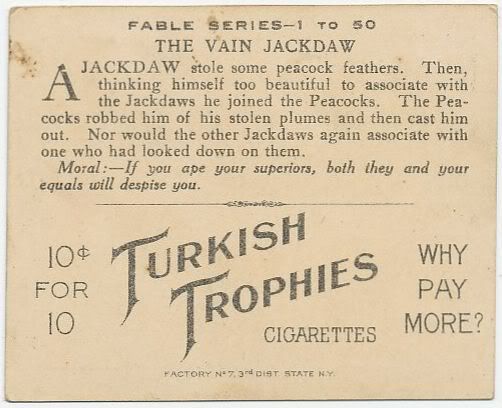 FABLE SERIES—1 TO 50
THE VAIN JACKDAW
A JACKDAW stole some peacock feathers. Then,
thinking himself too beautiful to associate with
the Jackdaws he joined the Peacocks. The Pea-
cocks robbed him of his stolen plumes and then cast him
out. Nor would the other Jackdaws again associate with
one who had looked down on them.
Moral:—If you ape your superiors, both they and your
equals will despise you.
10¢
FOR
10
TURKISH
TROPHIES
CIGARETTES
WHY
PAY
MORE?
FACTORY Nº 7, 3rd DIST. STATE N.Y.